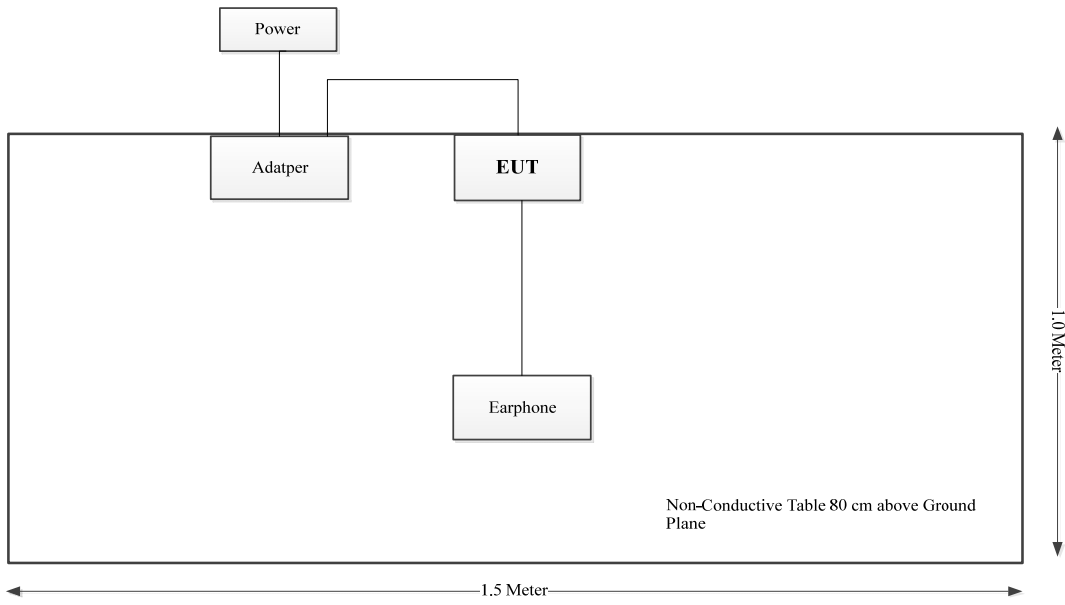 Power
Adatper
EUT
Earphone
1.0 Meter
Non-Conductive Table 80 cm above Ground
Plane
1.5 Meter